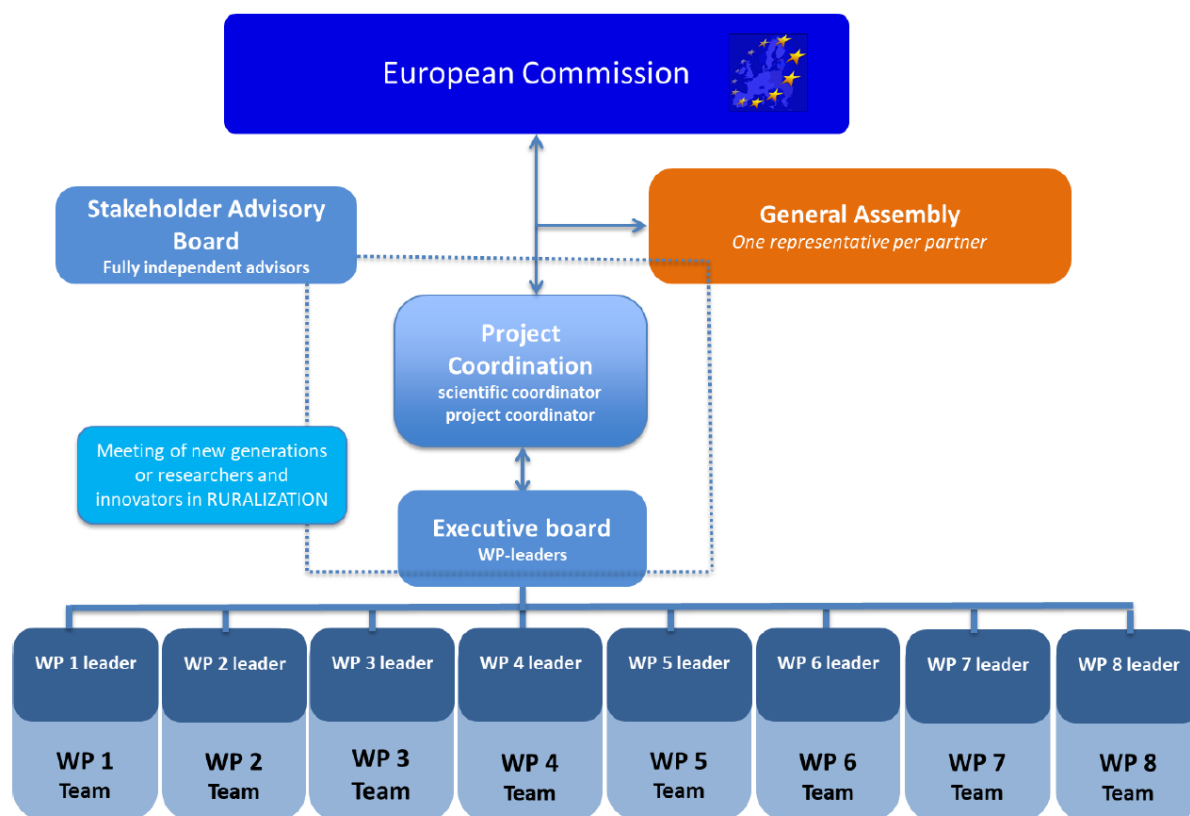 European Commission
Stakeholder Advisory
Board
Fully independent advisors
General Assembly
One representative per partner
Project
Coordination
scientific coordinator
project coordinator
Meeting of new generations
or researchers and
innovators in RURALIZATION
Executive board
WP-leaders
WP 1 leader
WP 2 leader
WP 3 leader
WP 4 leader
WP 5 leader
WP 6 leader
WP 7 leader
WP 8 leader
WP 1
Team
WP 2
Team
WP 3
Team
WP 4
Team
WP 5
Team
WP 6
Team
WP 7
Team
WP 8
Team